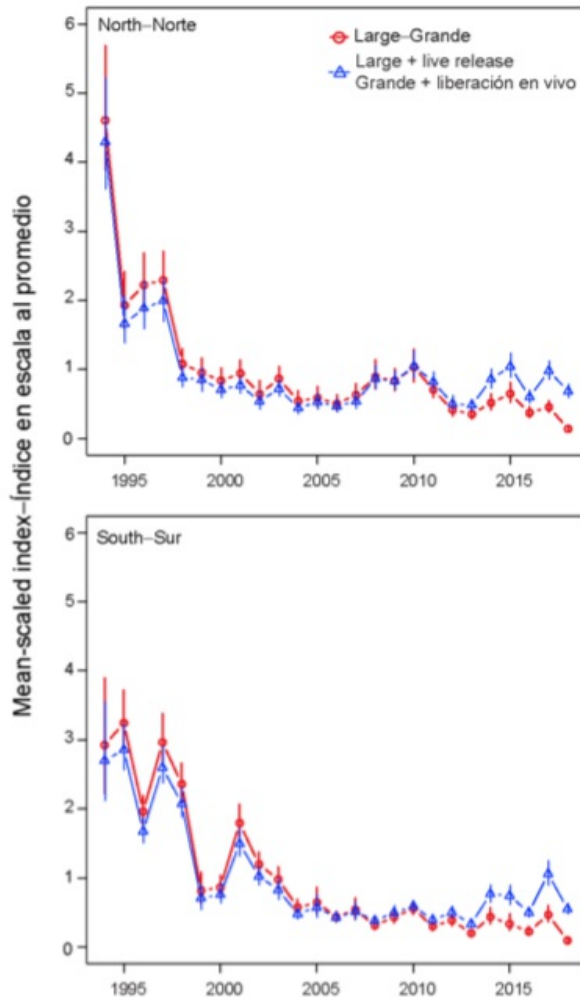 Mean-scaled index–Índice en escala al promedio
North–Norte
Large–Grande
Large + live release
Grande + liberación en vivo
6
5
4
3
2
1
0
1995 2000 2005 2010 2015
South–Sur
6
5
4
3
2
1
0
1995 2000 2005 2010 2015